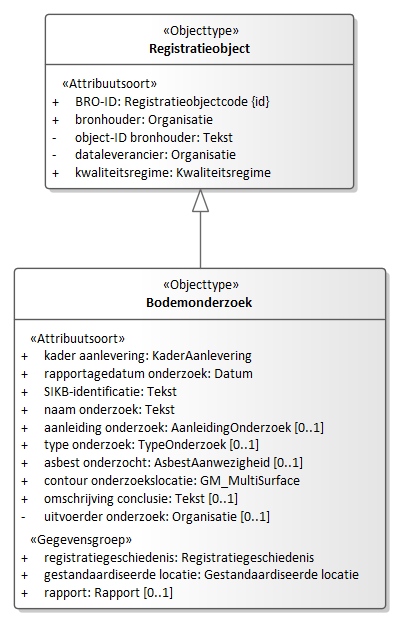 «Objecttype»
Registratieobject
«Attribuutsoort»
+ BRO-ID: Registratieobjectcode {id}
+ bronhouder: Organisatie
- object-ID bronhouder: Tekst
- dataleverancier: Organisatie
+ kwaliteitsregime: Kwaliteitsregime
«Objecttype»
Bodemonderzoek
«Attribuutsoort»
+ kader aanlevering: KaderAanlevering
+ rapportagedatum onderzoek: Datum
+ SIKB-identificatie: Tekst
+ naam onderzoek: Tekst
+ aanleiding onderzoek: AanleidingOnderzoek [0..1]
+ type onderzoek: TypeOnderzoek [0..1]
+ asbest onderzocht: AsbestAanwezigheid [0..1]
+ contour onderzoekslocatie: GM_MultiSurface
+ omschrijving conclusie: Tekst [0..1]
- uitvoerder onderzoek: Organisatie [0..1]
«Gegevensgroep»
+ registratiegeschiedenis: Registratiegeschiedenis
+ gestandaardiseerde locatie: Gestandaardiseerde locatie
+ rapport: Rapport [0..1]